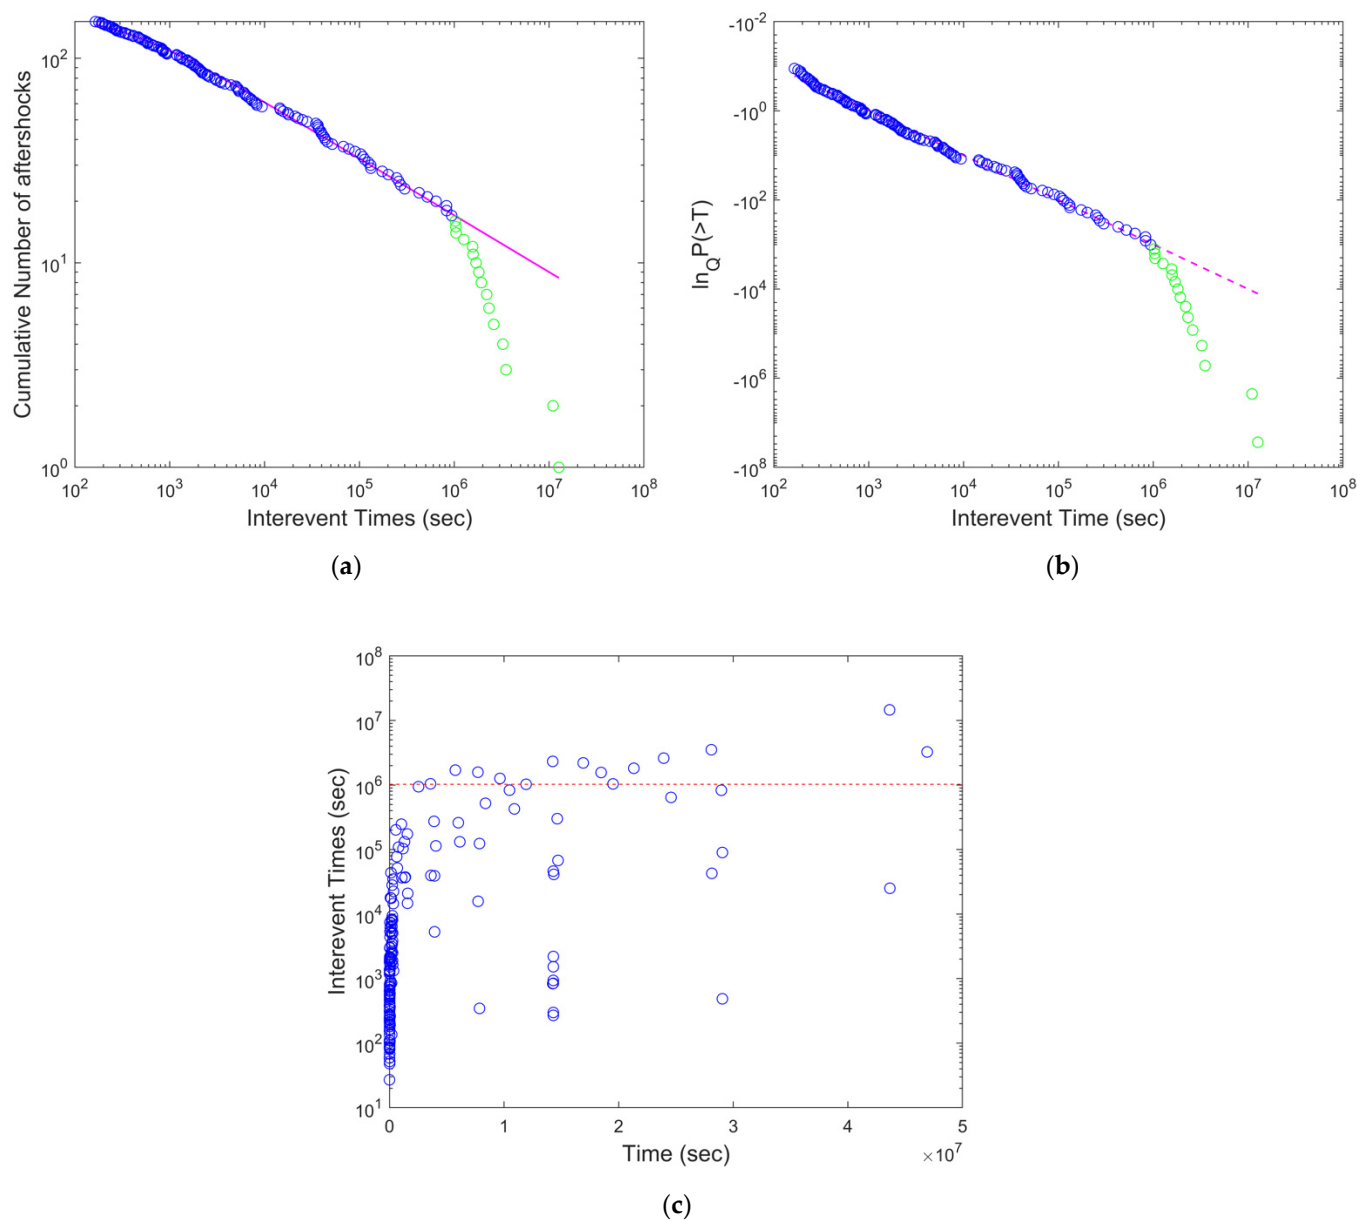 Cumulative Number of aftershocks
10^2
10^1
10^0
10^2 10^3 10^4 10^5 10^6 10^7 10^8
Interevent Times (sec)
(a)
ln_Q P(>T)
-10^-2
-10^0
-10^2
-10^4
-10^6
-10^8
10^2 10^3 10^4 10^5 10^6 10^7 10^8
Interevent Time (sec)
(b)
Interevent Times (sec)
10^8
10^7
10^6
10^5
10^4
10^3
10^2
10^1
0 1 2 3 4 5
Time (sec)
×10^7
(c)